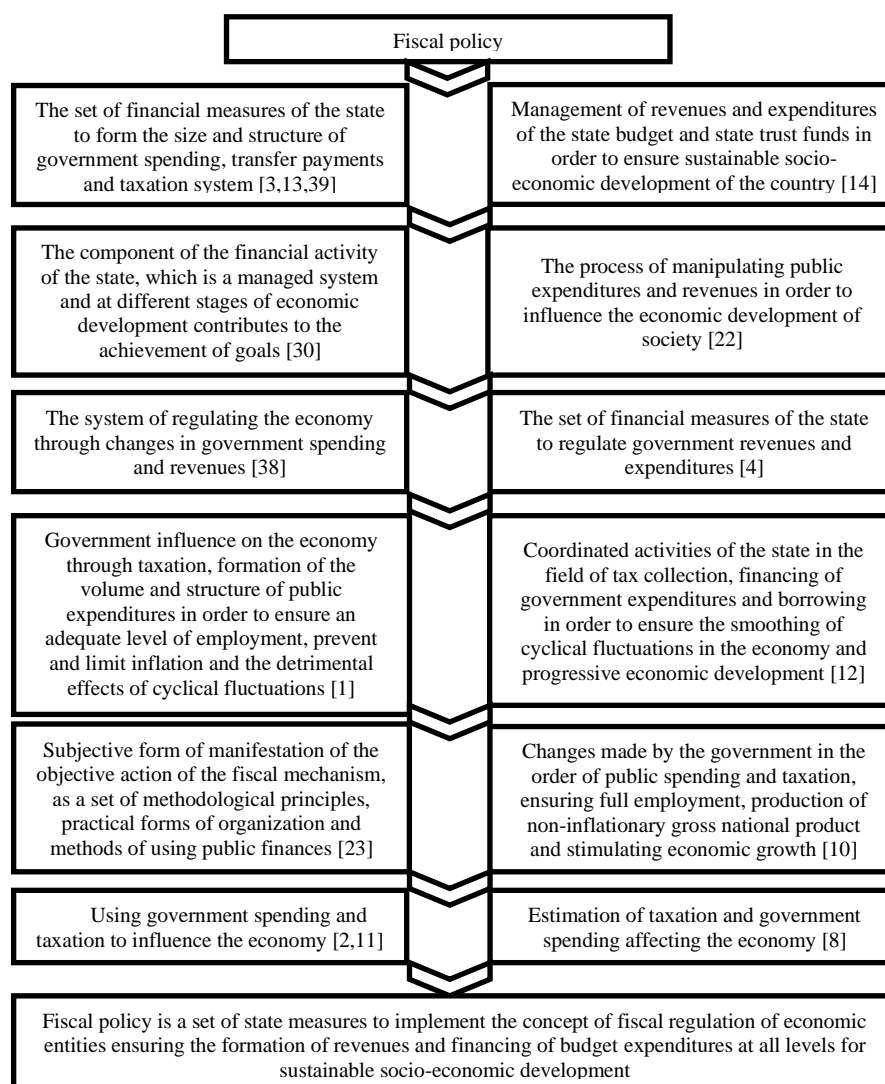 Fiscal policy
The set of financial measures of the state
to form the size and structure of
government spending, transfer payments
and taxation system [3,13,39]
Management of revenues and expenditures
of the state budget and state trust funds in
order to ensure sustainable socio-
economic development of the country [14]
The component of the financial activity
of the state, which is a managed system
and at different stages of economic
development contributes to the
achievement of goals [30]
The process of manipulating public
expenditures and revenues in order to
influence the economic development of
society [22]
The system of regulating the economy
through changes in government spending
and revenues [38]
The set of financial measures of the state
to regulate government revenues and
expenditures [4]
Government influence on the economy
through taxation, formation of the
volume and structure of public
expenditures in order to ensure an
adequate level of employment, prevent
and limit inflation and the detrimental
effects of cyclical fluctuations [1]
Coordinated activities of the state in the
field of tax collection, financing of
government expenditures and borrowing
in order to ensure the smoothing of
cyclical fluctuations in the economy and
progressive economic development [12]
Subjective form of manifestation of the
objective action of the fiscal mechanism,
as a set of methodological principles,
practical forms of organization and
methods of using public finances [23]
Changes made by the government in the
order of public spending and taxation,
ensuring full employment, production of
non-inflationary gross national product
and stimulating economic growth [10]
Using government spending and
taxation to influence the economy [2,11]
Estimation of taxation and government
spending affecting the economy [8]
Fiscal policy is a set of state measures to implement the concept of fiscal regulation of economic
entities ensuring the formation of revenues and financing of budget expenditures at all levels for
sustainable socio-economic development